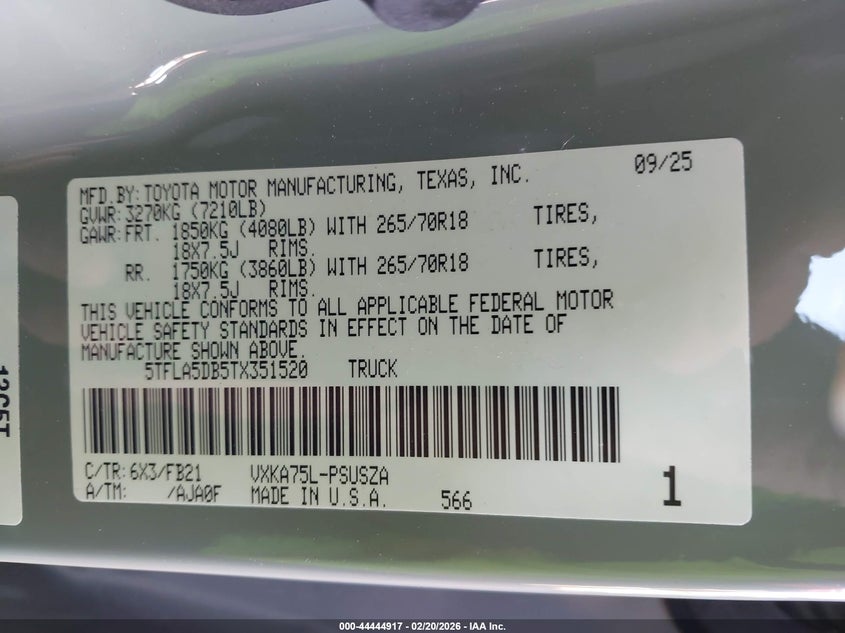 MFD.BY: TOYOTA MOTOR MANUFACTURING, TEXAS, INC. 09/25
GVWR: 3270KG (7210LB)
GAWR: FRT. 1850KG (4080LB) WITH 265/70R18 TIRES,
18X7.5J RIMS.
RR. 1750KG (3860LB) WITH 265/70R18 TIRES,
18X7.5J RIMS.
THIS VEHICLE CONFORMS TO ALL APPLICABLE FEDERAL MOTOR
VEHICLE SAFETY STANDARDS IN EFFECT ON THE DATE OF
MANUFACTURE SHOWN ABOVE.
5TFLA5DB5TX351520 TRUCK
C/TR: 6X3/FB21 VXKA75L-PSUSZA
A/TM: /AJA0F MADE IN U.S.A. 566 1
000-44444917 - 02/20/2026 - IAA Inc.